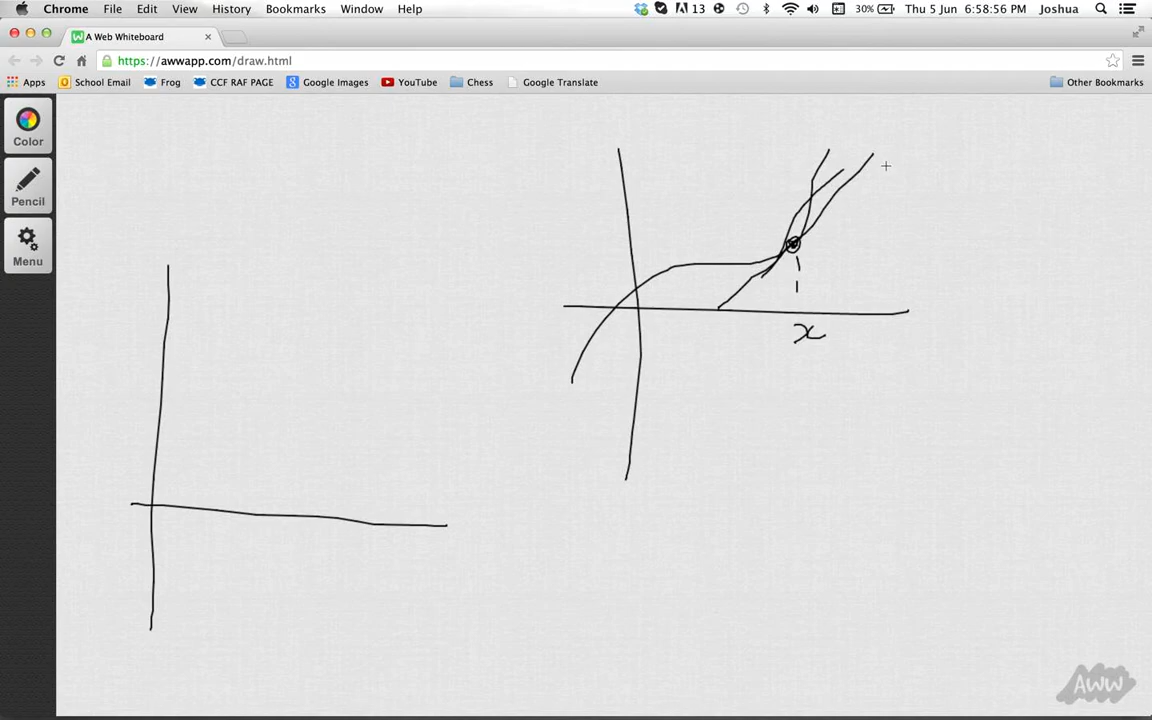 Chrome File Edit View History Bookmarks Window Help 13 30% Thu 5 Jun 6:58:56 PM Joshua
A Web Whiteboard
https://awwapp.com/draw.html
Apps School Email Frog CCF RAF PAGE Google Images YouTube Chess Google Translate Other Bookmarks
Color
Pencil
Menu
x
AWW